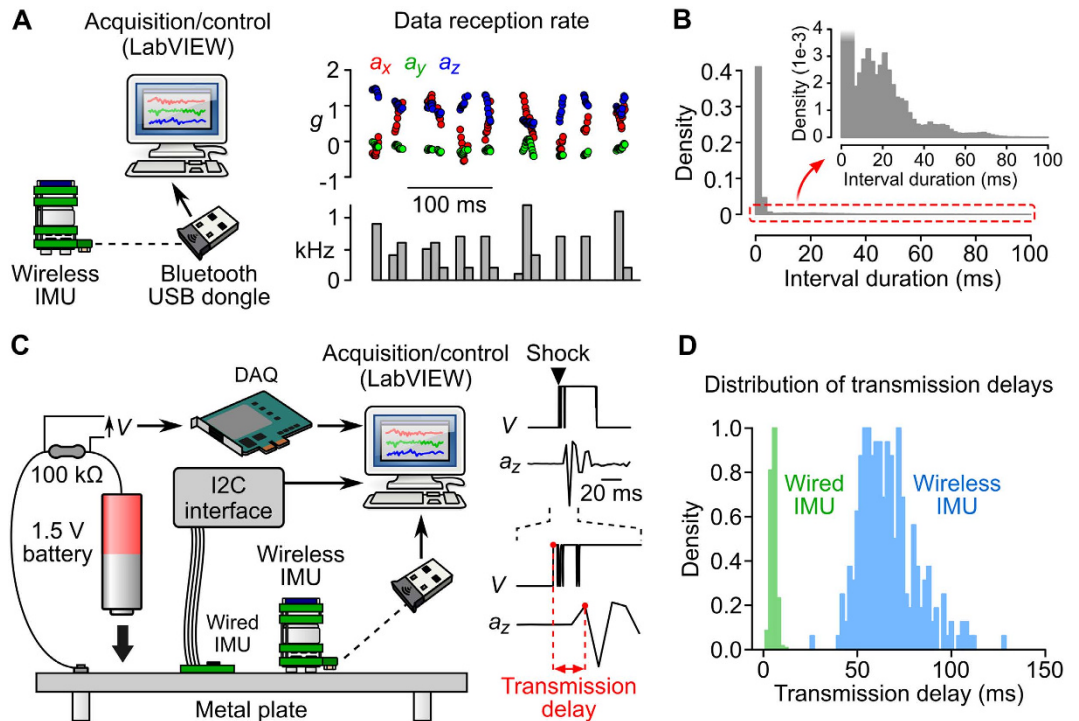 A
Acquisition/control
(LabVIEW)
Wireless
IMU
Bluetooth
USB dongle
Data reception rate
ax ay az
2
1
g
0
-1
100 ms
1
kHz
0
B
0.4
0.3
Density
0.4
0.1
0
4
3
2
1
0
Density (1e-3)
0 20 40 60 80 100
Interval duration (ms)
0 20 40 60 80 100
Interval duration (ms)
C
Acquisition/control
(LabVIEW)
DAQ
V
100 kΩ
1.5 V
battery
I2C
interface
Wireless
IMU
Wired
IMU
Metal plate
Shock
V
az
20 ms
V
az
Transmission
delay
D
Distribution of transmission delays
1.0
0.8
0.6
0.4
0.2
0.0
Density
Wired
IMU
Wireless
IMU
0 50 100 150
Transmission delay (ms)